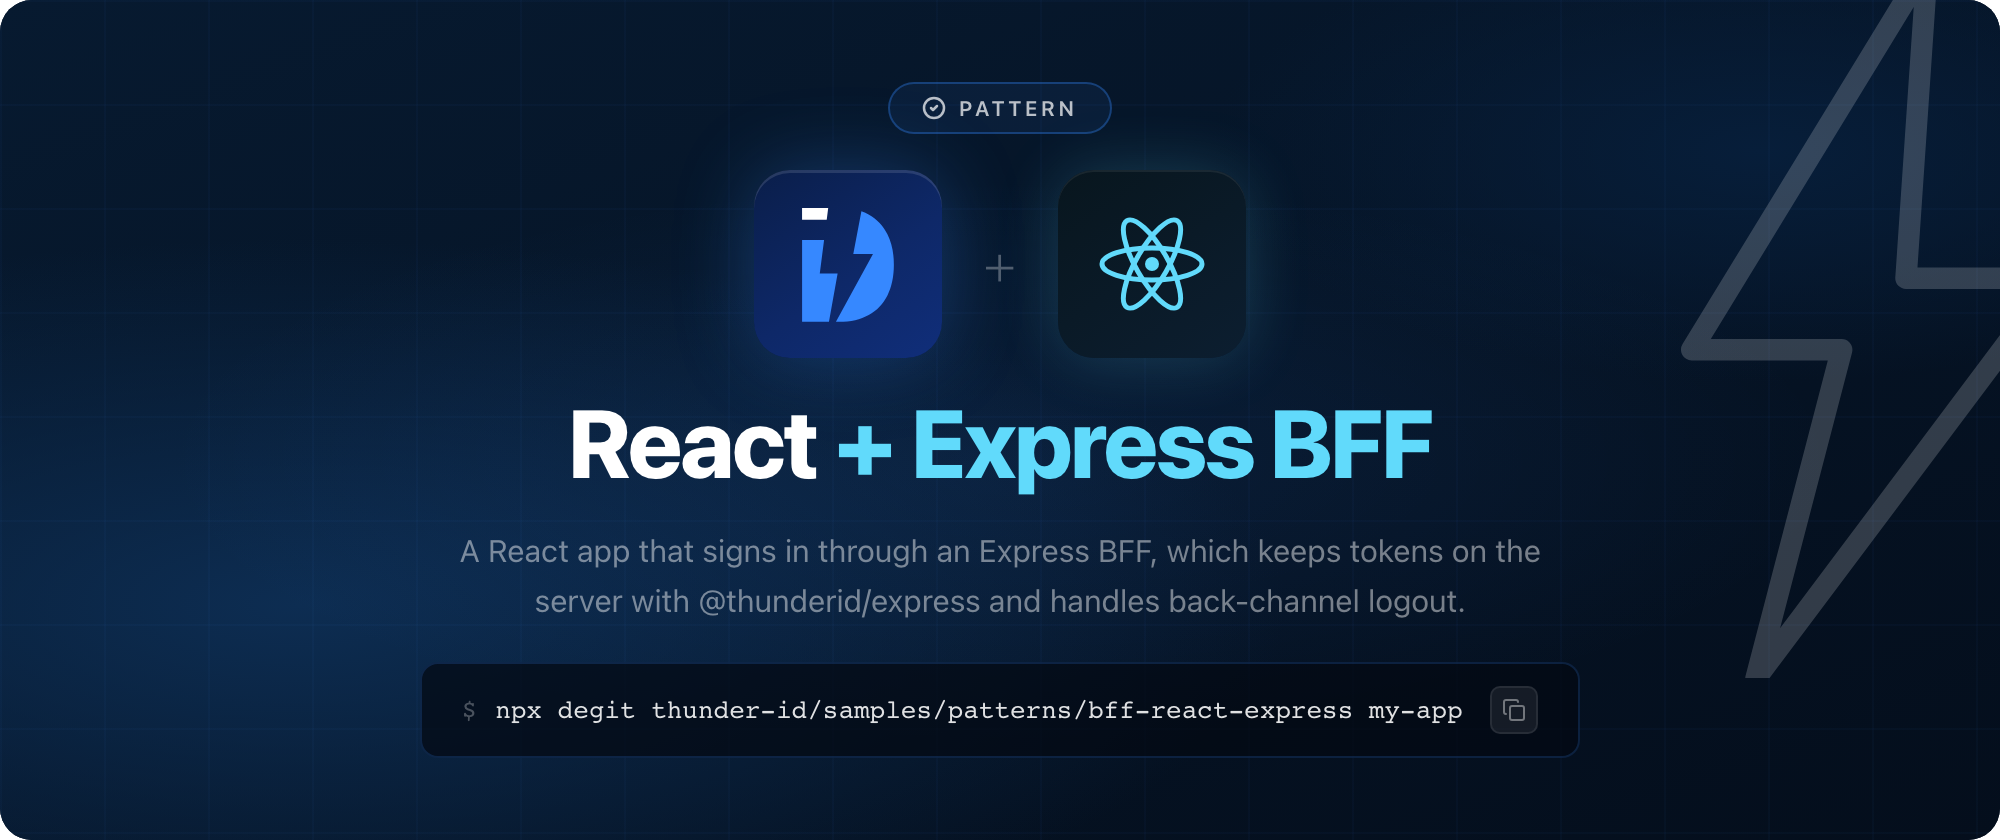 PATTERN
React + Express BFF
A React app that signs in through an Express BFF, which keeps tokens on the
server with @thunderid/express and handles back-channel logout.
$ npx degit thunder-id/samples/patterns/bff-react-express my-app